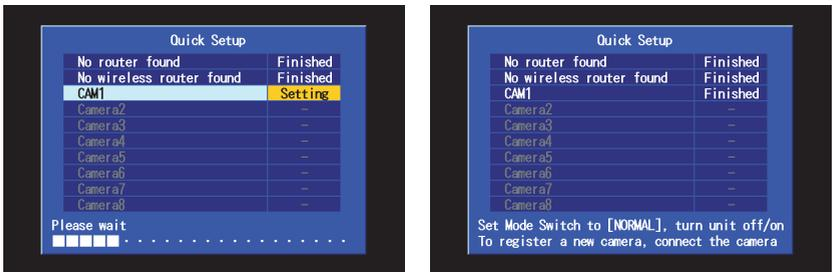 Quick Setup
No router found Finished
No wireless router found Finished
CAM1 Setting
Camera2 -
Camera3 -
Camera4 -
Camera5 -
Camera6 -
Camera7 -
Camera8 -
Please wait
Quick Setup
No router found Finished
No wireless router found Finished
CAM1 Finished
Camera2 -
Camera3 -
Camera4 -
Camera5 -
Camera6 -
Camera7 -
Camera8 -
Set Mode Switch to [NORMAL], turn unit off/on
To register a new camera, connect the camera